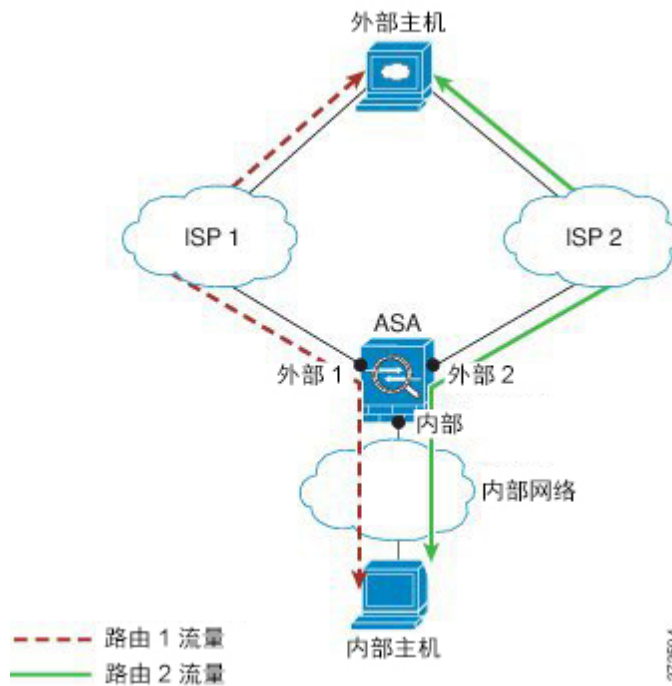 外部主机
ISP 1
ISP 2
ASA
外部 1
外部 2
内部
内部网络
内部主机
路由 1 流量
路由 2 流量